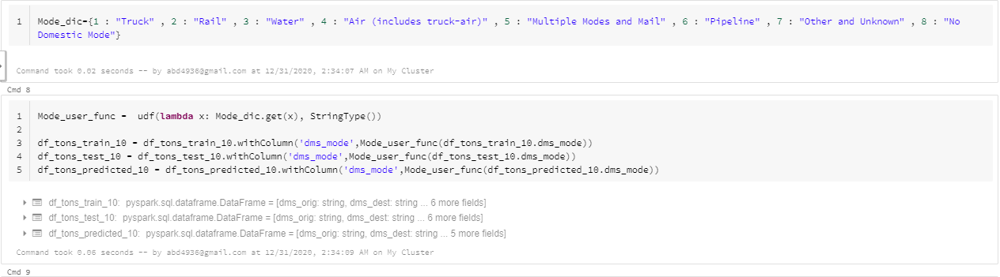 1 Mode_dic={1 : "Truck" , 2 : "Rail" , 3 : "Water" , 4 : "Air (includes truck-air)" , 5 : "Multiple Modes and Mail" , 6 : "Pipeline" , 7 : "Other and Unknown" , 8 : "No
Domestic Mode"}
Command took 0.02 seconds -- by abd4936@gmail.com at 12/31/2020, 2:34:07 AM on My Cluster
Cmd 8
1 Mode_user_func = udf(lambda x: Mode_dic.get(x), StringType())
2
3 df_tons_train_10 = df_tons_train_10.withColumn('dms_mode',Mode_user_func(df_tons_train_10.dms_mode))
4 df_tons_test_10 = df_tons_test_10.withColumn('dms_mode',Mode_user_func(df_tons_test_10.dms_mode))
5 df_tons_predicted_10 = df_tons_predicted_10.withColumn('dms_mode',Mode_user_func(df_tons_predicted_10.dms_mode))
df_tons_train_10: pyspark.sql.dataframe.DataFrame = [dms_orig: string, dms_dest: string ... 6 more fields]
df_tons_test_10: pyspark.sql.dataframe.DataFrame = [dms_orig: string, dms_dest: string ... 6 more fields]
df_tons_predicted_10: pyspark.sql.dataframe.DataFrame = [dms_orig: string, dms_dest: string ... 5 more fields]
Command took 0.06 seconds -- by abd4936@gmail.com at 12/31/2020, 2:34:09 AM on My Cluster
Cmd 9